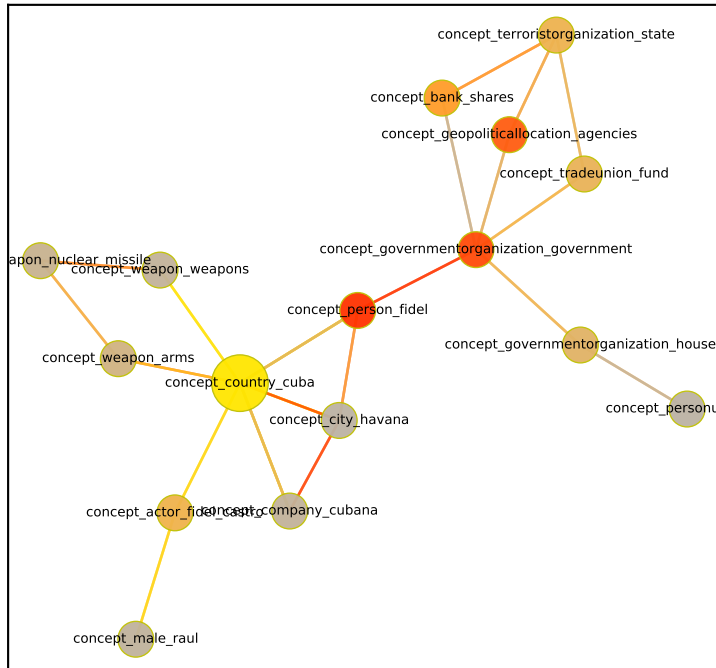 concept_terroristorganization_state
concept_bank_shares
concept_geopoliticallocation_agencies
concept_tradeunion_fund
concept_governmentorganization_government
apon_nuclear_missile
concept_weapon_weapons
concept_person_fidel
concept_governmentorganization_house
concept_weapon_arms
concept_country_cuba
concept_personu
concept_city_havana
concept_actor_fidel_castro
concept_company_cubana
concept_male_raul